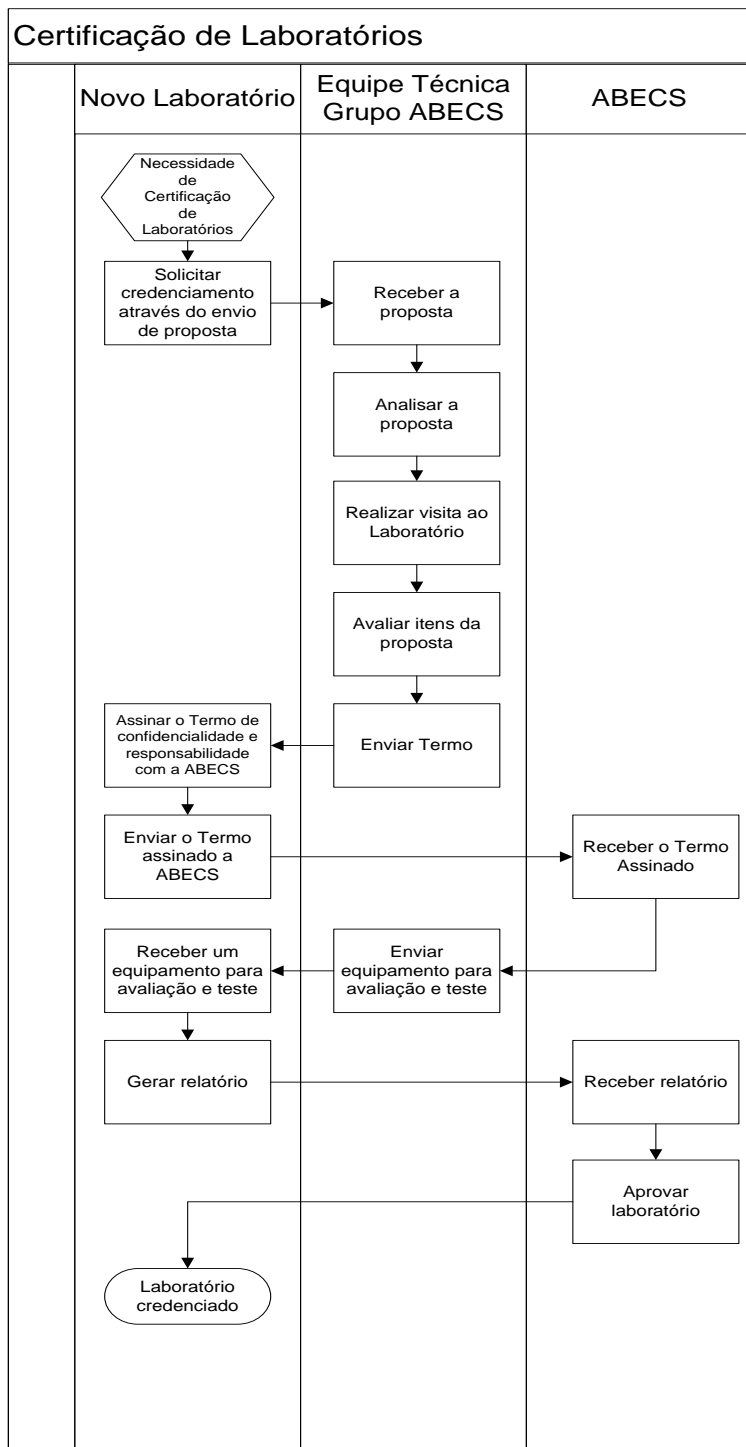 Certificação de Laboratórios
Novo Laboratório
Equipe Técnica
Grupo ABECS
ABECS
Necessidade
de
Certificação
de
Laboratórios
Solicitar
credenciamento
através do envio
de proposta
Receber a
proposta
Analisar a
proposta
Realizar visita ao
Laboratório
Avaliar itens da
proposta
Enviar Termo
Assinar o Termo de
confidencialidade e
responsabilidade
com a ABECS
Enviar o Termo
assinado a
ABECS
Receber o Termo
Assinado
Enviar
equipamento para
avaliação e teste
Receber um
equipamento para
avaliação e teste
Gerar relatório
Receber relatório
Aprovar
laboratório
Laboratório
credenciado